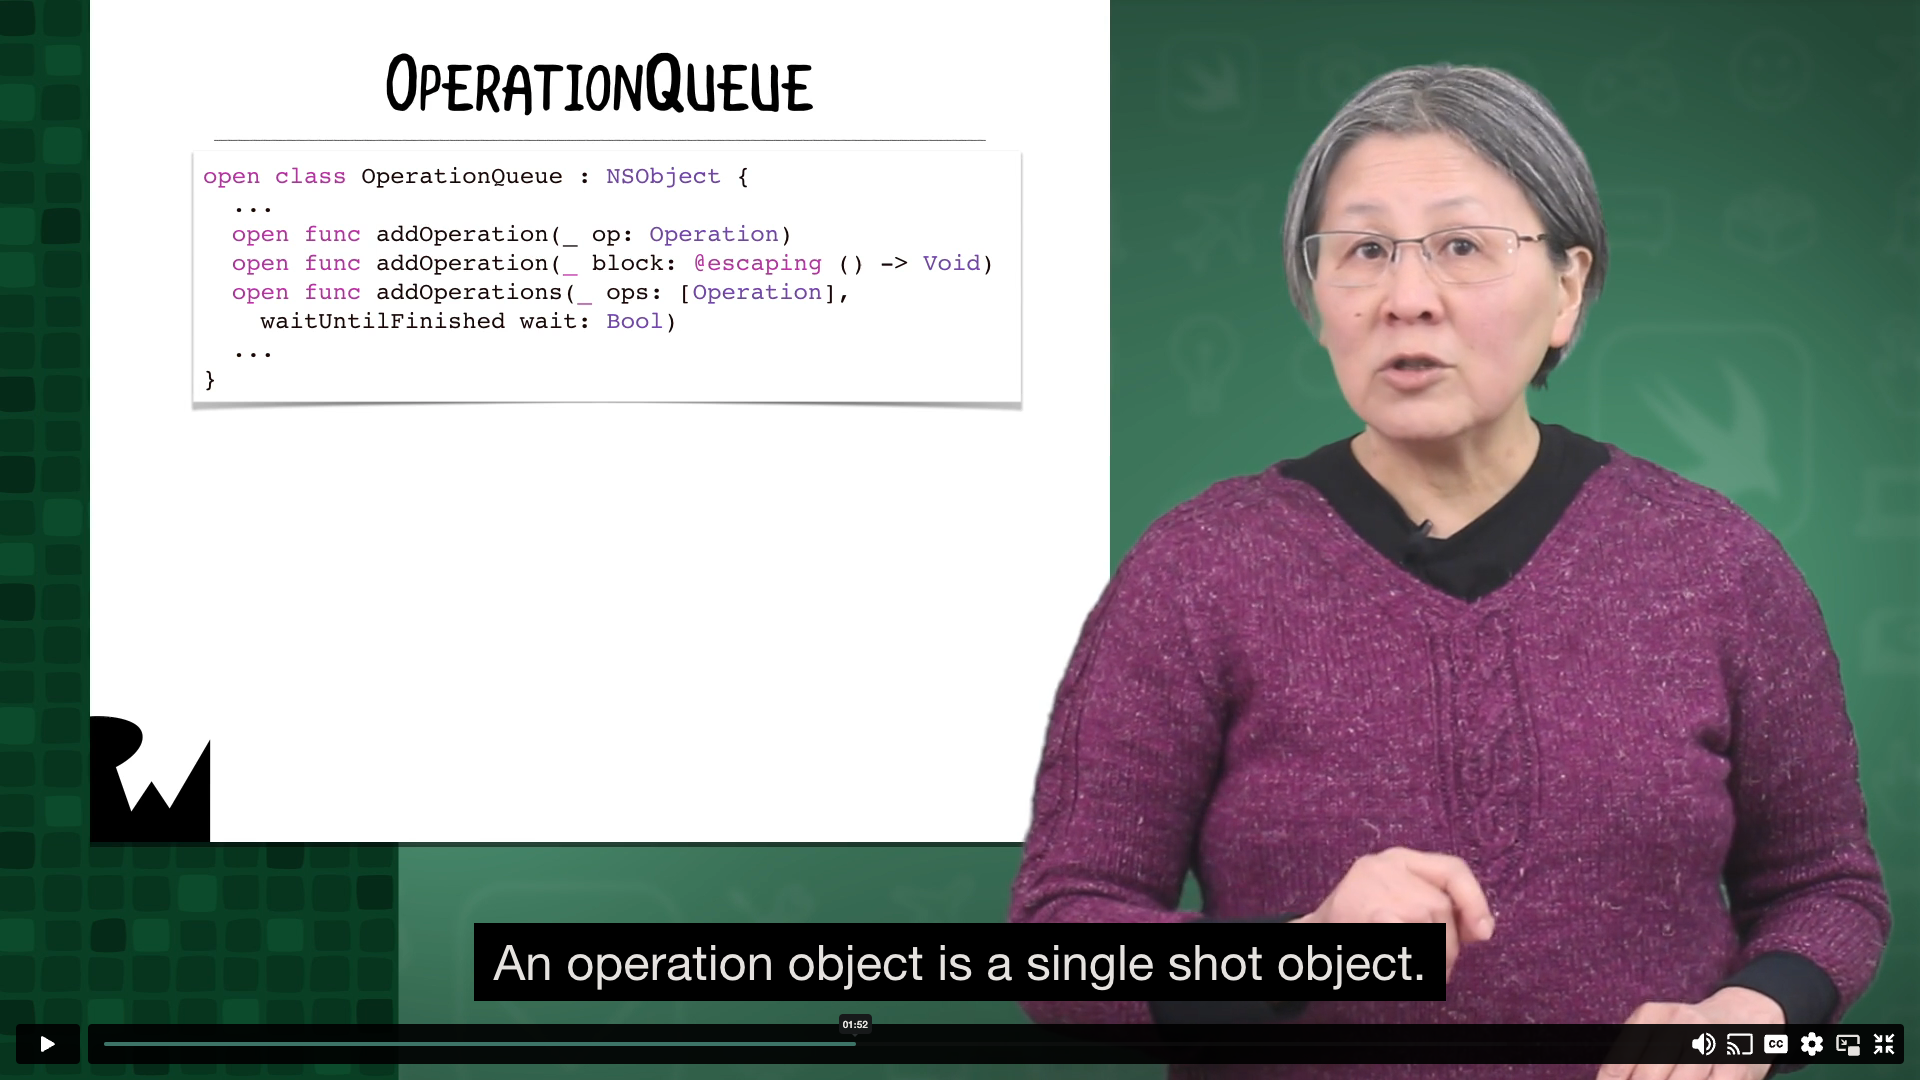 OPERATIONQUEUE
open class OperationQueue : NSObject {
...
open func addOperation(_ op: Operation)
open func addOperation(_ block: @escaping () -> Void)
open func addOperations(_ ops: [Operation],
waitUntilFinished wait: Bool)
...
}
RW
An operation object is a single shot object.
01:52
CC